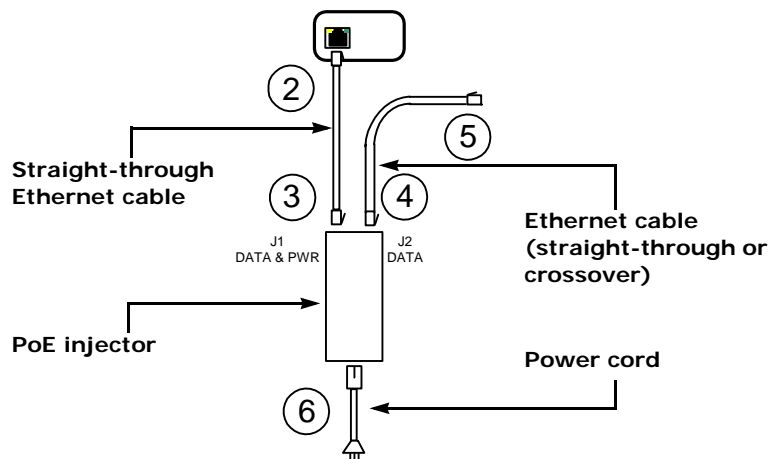 2
5
Straight-through
Ethernet cable
3
4
Ethernet cable
(straight-through or
crossover)
J1
DATA & PWR
J2
DATA
PoE injector
Power cord
6